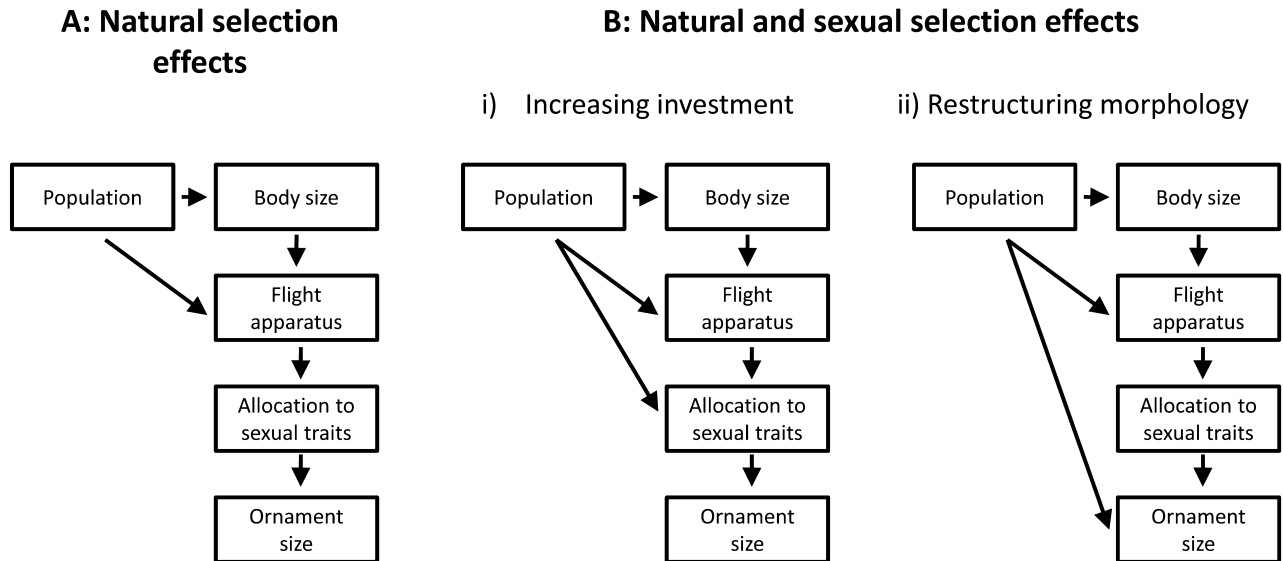 A: Natural selection
effects
Population
Body size
Flight
apparatus
Allocation to
sexual traits
Ornament
size
B: Natural and sexual selection effects
i) Increasing investment
Population
Body size
Flight
apparatus
Allocation to
sexual traits
Ornament
size
ii) Restructuring morphology
Population
Body size
Flight
apparatus
Allocation to
sexual traits
Ornament
size